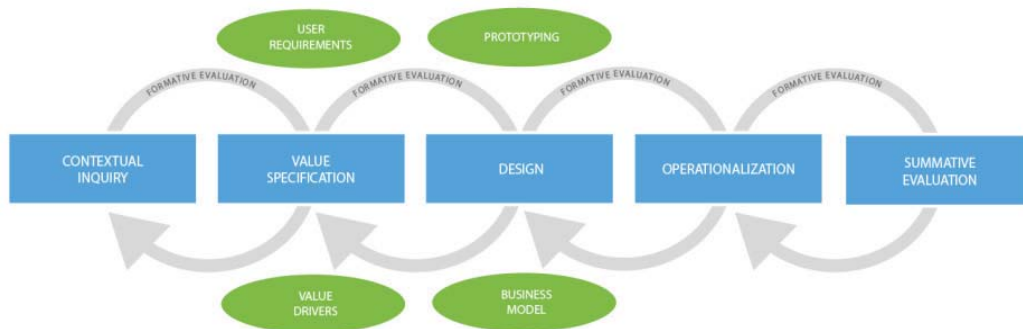 USER
REQUIREMENTS
PROTOTYPING
FORMATIVE EVALUATION
FORMATIVE EVALUATION
FORMATIVE EVALUATION
FORMATIVE EVALUATION
CONTEXTUAL
INQUIRY
VALUE
SPECIFICATION
DESIGN
OPERATIONALIZATION
SUMMATIVE
EVALUATION
VALUE
DRIVERS
BUSINESS
MODEL